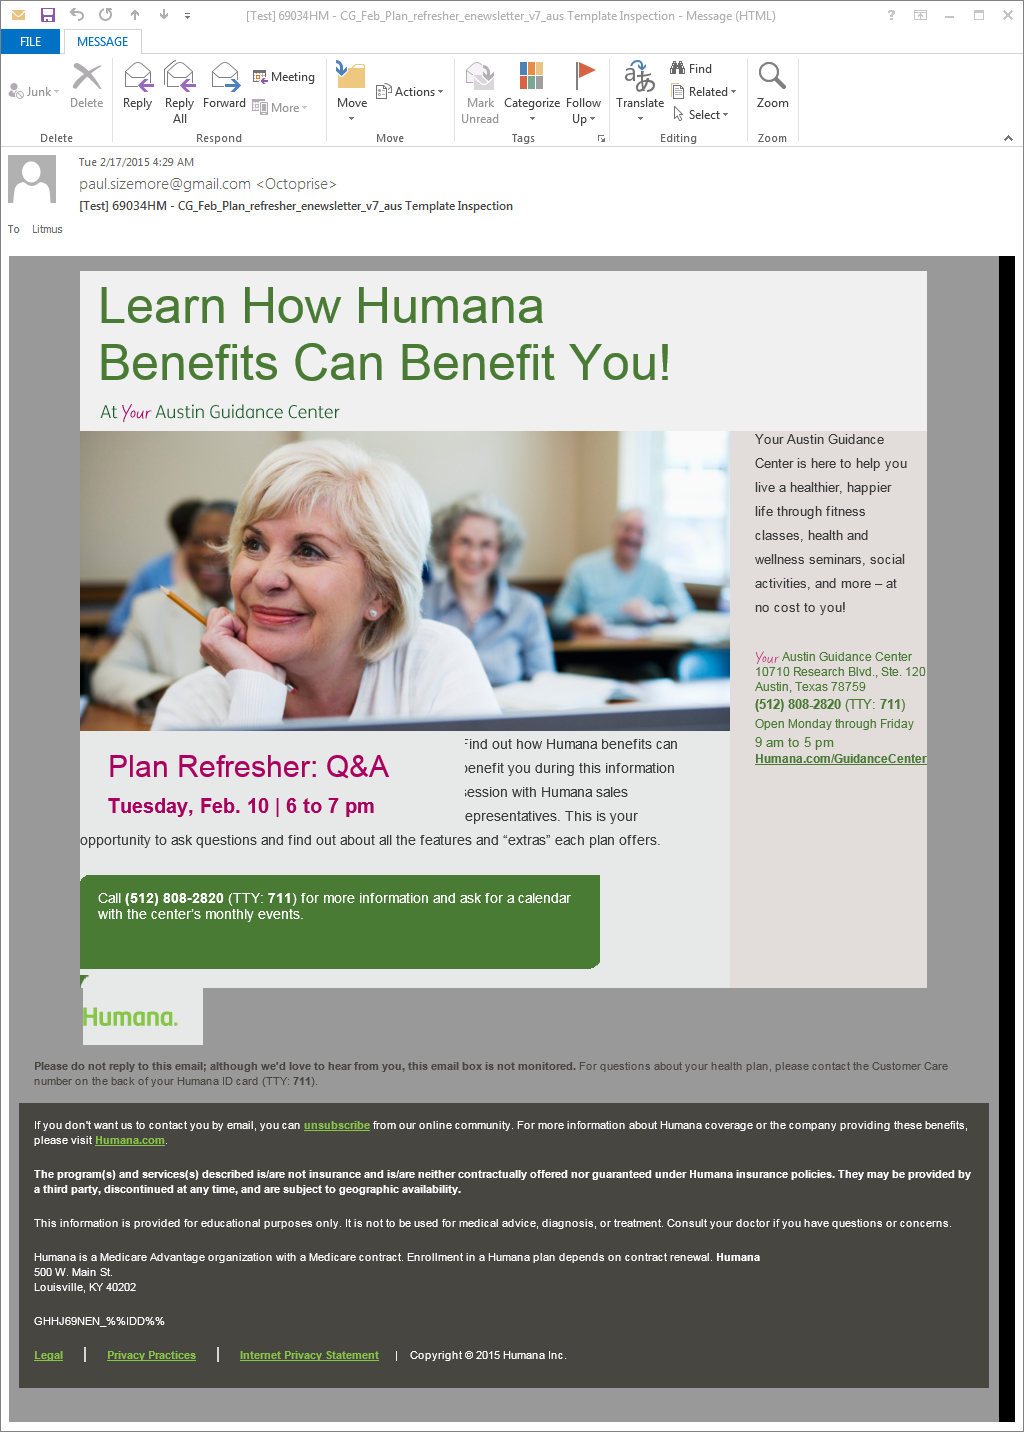 [Test] 69034HM - CG_Feb_Plan_refresher_enewsletter_v7_aus Template Inspection - Message (HTML)
?
FILE
MESSAGE
Junk
Delete
Reply
Reply All
Forward
Meeting
More
Move
Actions
Mark Unread
Categorize
Follow Up
Translate
Find
Related
Select
Zoom
Delete
Respond
Move
Tags
Editing
Zoom
Tue 2/17/2015 4:29 AM
paul.sizemore@gmail.com <Octoprise>
[Test] 69034HM - CG_Feb_Plan_refresher_enewsletter_v7_aus Template Inspection
To Litmus
Learn How Humana
Benefits Can Benefit You!
At Your Austin Guidance Center
Your Austin Guidance
Center is here to help you
live a healthier, happier
life through fitness
classes, health and
wellness seminars, social
activities, and more – at
no cost to you!
Your Austin Guidance Center
10710 Research Blvd., Ste. 120
Austin, Texas 78759
(512) 808-2820 (TTY: 711)
Open Monday through Friday
9 am to 5 pm
Humana.com/GuidanceCenter
Plan Refresher: Q&A
Tuesday, Feb. 10 | 6 to 7 pm
Find out how Humana benefits can
benefit you during this information
session with Humana sales
representatives. This is your
opportunity to ask questions and find out about all the features and “extras” each plan offers.
Call (512) 808-2820 (TTY: 711) for more information and ask for a calendar
with the center’s monthly events.
Humana.
Please do not reply to this email; although we'd love to hear from you, this email box is not monitored. For questions about your health plan, please contact the Customer Care
number on the back of your Humana ID card (TTY: 711).
If you don't want us to contact you by email, you can unsubscribe from our online community. For more information about Humana coverage or the company providing these benefits,
please visit Humana.com.
The program(s) and services(s) described is/are not insurance and is/are neither contractually offered nor guaranteed under Humana insurance policies. They may be provided by
a third party, discontinued at any time, and are subject to geographic availability.
This information is provided for educational purposes only. It is not to be used for medical advice, diagnosis, or treatment. Consult your doctor if you have questions or concerns.
Humana is a Medicare Advantage organization with a Medicare contract. Enrollment in a Humana plan depends on contract renewal. Humana
500 W. Main St.
Louisville, KY 40202
GHHJ69NEN_%%IDD%%
Legal | Privacy Practices | Internet Privacy Statement | Copyright © 2015 Humana Inc.